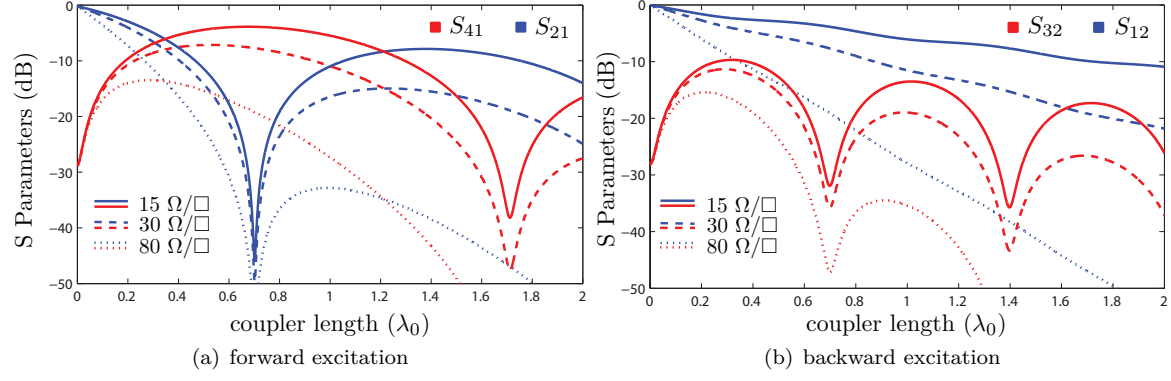 S Parameters (dB)
0
−10
−20
−30
−40
−50
S41 S21
15 Ω/□
30 Ω/□
80 Ω/□
0 0.2 0.4 0.6 0.8 1 1.2 1.4 1.6 1.8 2
coupler length (λ0)
(a) forward excitation
S Parameters (dB)
0
−10
−20
−30
−40
−50
S32 S12
15 Ω/□
30 Ω/□
80 Ω/□
0 0.2 0.4 0.6 0.8 1 1.2 1.4 1.6 1.8 2
coupler length (λ0)
(b) backward excitation